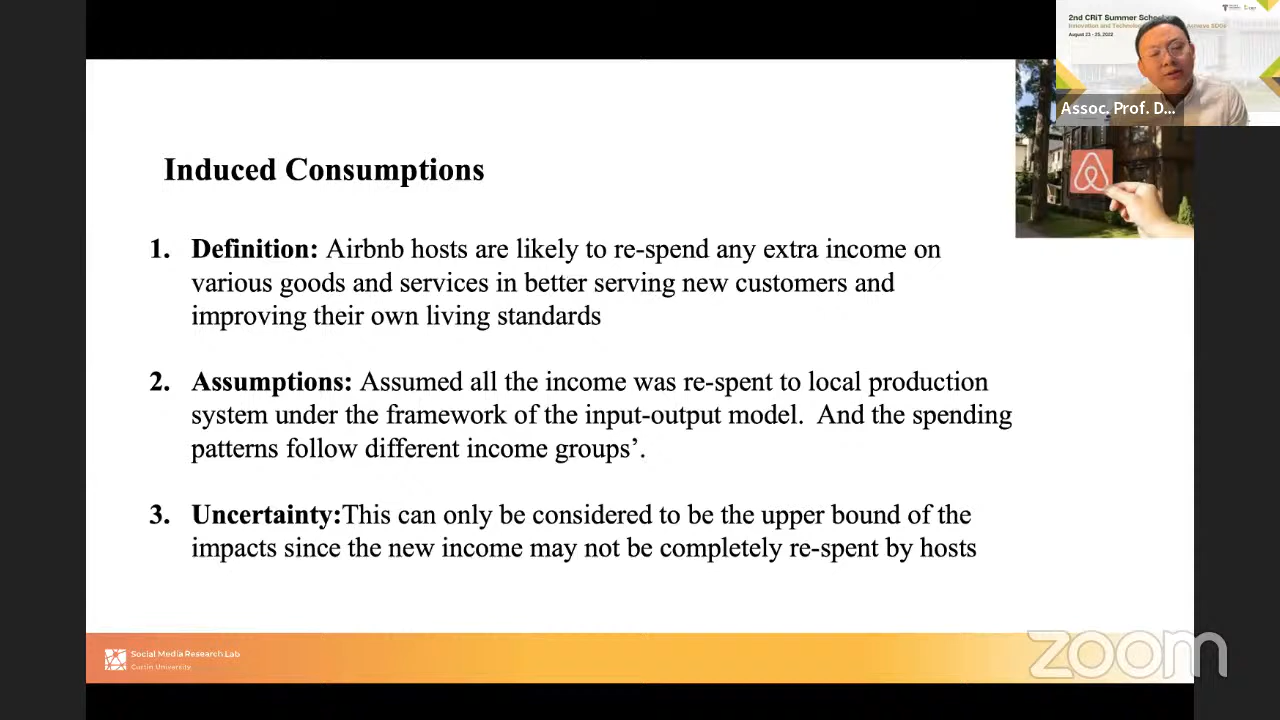 2nd CRiT Summer School
August 23 - 25, 2022
Assoc. Prof. D...
Induced Consumptions
1. Definition: Airbnb hosts are likely to re-spend any extra income on
various goods and services in better serving new customers and
improving their own living standards
2. Assumptions: Assumed all the income was re-spent to local production
system under the framework of the input-output model. And the spending
patterns follow different income groups’.
3. Uncertainty:This can only be considered to be the upper bound of the
impacts since the new income may not be completely re-spent by hosts
Social Media Research Lab
Curtin University
zoom